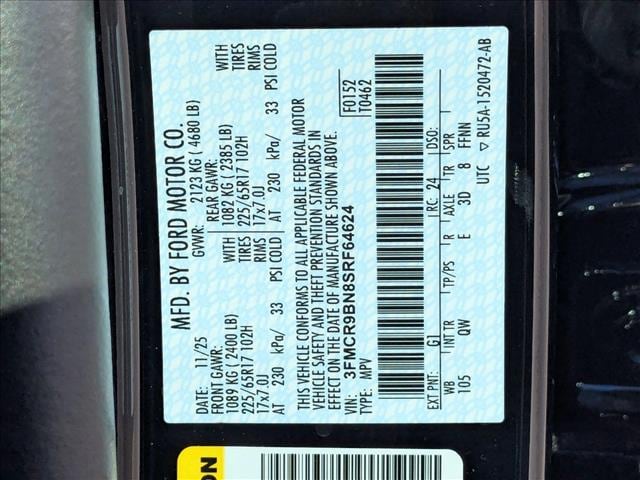 MFD. BY FORD MOTOR CO.
DATE: 11/25 GVWR: 2123 KG ( 4680 LB)
FRONT GAWR: REAR GAWR:
1089 KG ( 2400 LB) WITH 1082 KG ( 2385 LB) WITH
225/65R17 102H TIRES 225/65R17 102H TIRES
17x7.0J RIMS 17x7.0J RIMS
AT 230 kPa/ 33 PSI COLD AT 230 kPa/ 33 PSI COLD
THIS VEHICLE CONFORMS TO ALL APPLICABLE FEDERAL MOTOR
VEHICLE SAFETY AND THEFT PREVENTION STANDARDS IN
EFFECT ON THE DATE OF MANUFACTURE SHOWN ABOVE.
VIN: 3FMCR9BN8SRF64624
TYPE: MPV
F0152
T0462
EXT PNT: G1 RC: 24 DSO:
WB INT TR TP/PS R AXLE TR SPR
105 QW E 3D 8 FFRN
UTC ▽ RU5A-1520472-AB
ON